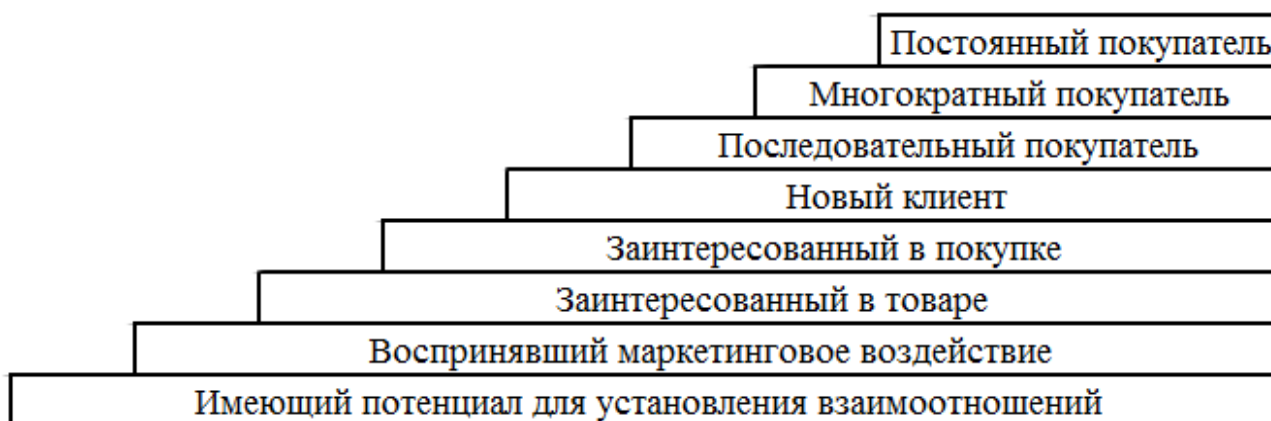 Постоянный покупатель
Многократный покупатель
Последовательный покупатель
Новый клиент
Заинтересованный в покупке
Заинтересованный в товаре
Воспринявший маркетинговое воздействие
Имеющий потенциал для установления взаимоотношений